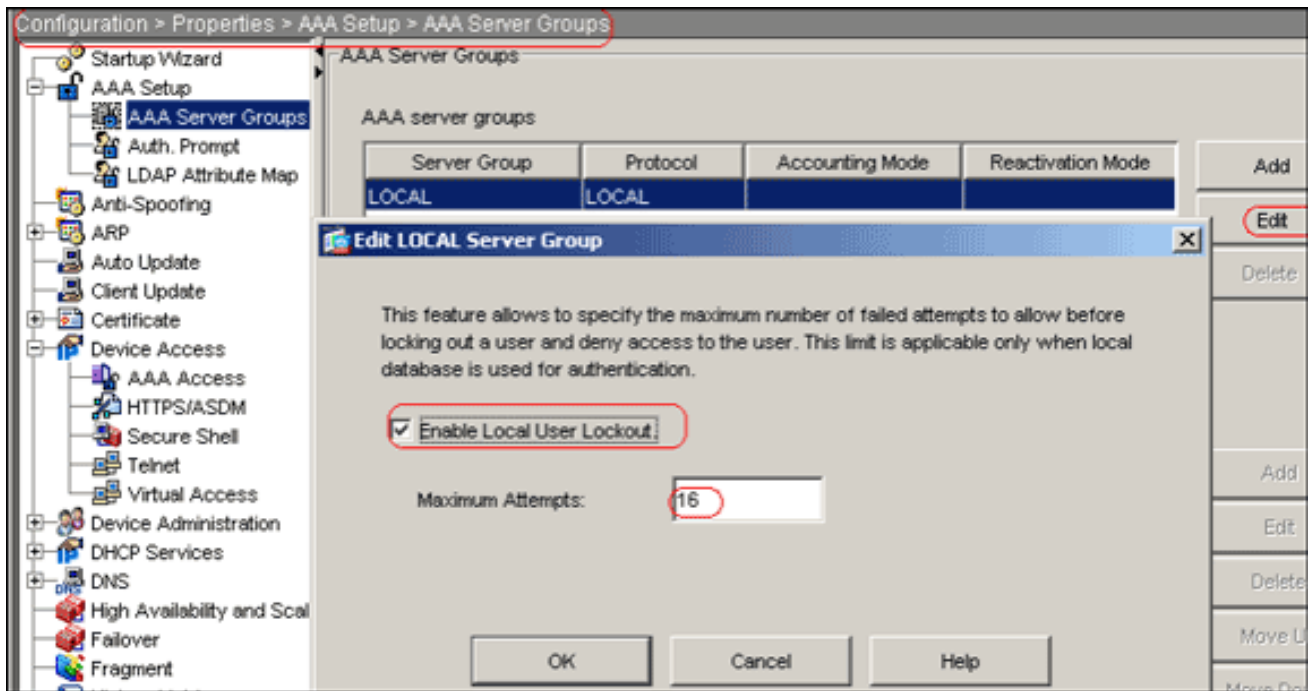 Configuration > Properties > AAA Setup > AAA Server Groups
Startup Wizard
AAA Setup
AAA Server Groups
Auth. Prompt
LDAP Attribute Map
Anti-Spoofing
ARP
Auto Update
Client Update
Certificate
Device Access
AAA Access
HTTPS/ASDM
Secure Shell
Telnet
Virtual Access
Device Administration
DHCP Services
DNS
High Availability and Scal
Failover
Fragment
AAA Server Groups
AAA server groups
Server Group Protocol Accounting Mode Reactivation Mode
LOCAL LOCAL
Add
Edit
Delete
Edit LOCAL Server Group
This feature allows to specify the maximum number of failed attempts to allow before
locking out a user and deny access to the user. This limit is applicable only when local
database is used for authentication.
Enable Local User Lockout.
Maximum Attempts: 16
OK Cancel Help
Add
Edit
Delete
Move U